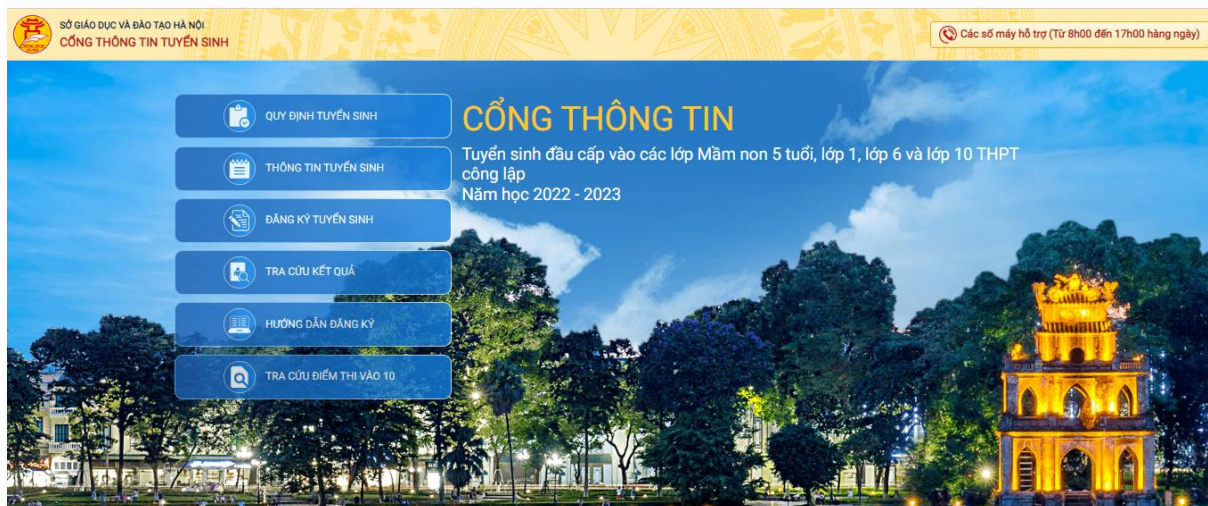 SỞ GIÁO DỤC VÀ ĐÀO TẠO HÀ NỘI
CỔNG THÔNG TIN TUYỂN SINH
Các số máy hỗ trợ (Từ 8h00 đến 17h00 hàng ngày)
QUY ĐỊNH TUYỂN SINH
THÔNG TIN TUYỂN SINH
ĐĂNG KÝ TUYỂN SINH
TRA CỨU KẾT QUẢ
HƯỚNG DẪN ĐĂNG KÝ
TRA CỨU ĐIỂM THI VÀO 10
CỔNG THÔNG TIN
Tuyển sinh đầu cấp vào các lớp Mầm non 5 tuổi, lớp 1, lớp 6 và lớp 10 THPT
công lập
Năm học 2022 - 2023